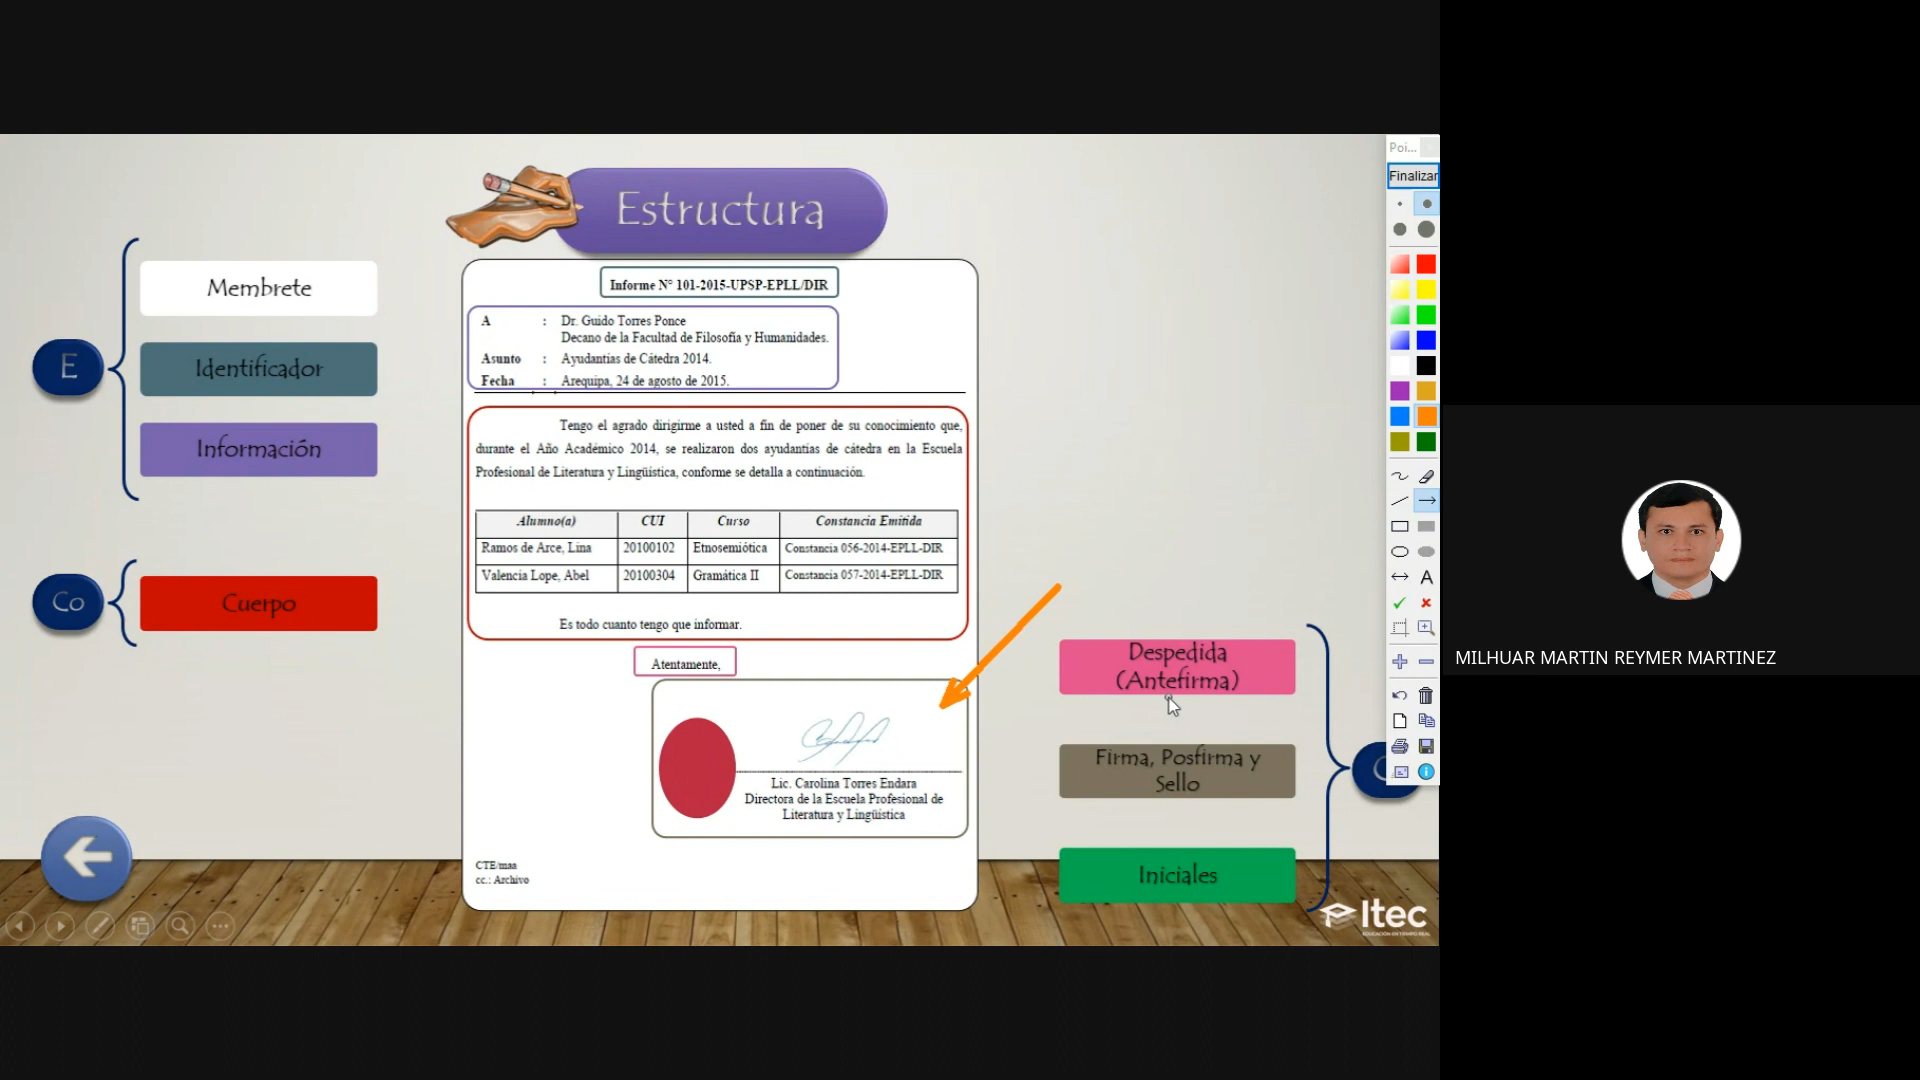 Estructura
Membrete
E
Identificador
Información
Co
Cuerpo
Informe N° 101-2015-UPSP-EPLL/DIR
A : Dr. Guido Torres Ponce
Decano de la Facultad de Filosofía y Humanidades.
Asunto : Ayudantías de Cátedra 2014.
Fecha : Arequipa, 24 de agosto de 2015.
Tengo el agrado dirigirme a usted a fin de poner de su conocimiento que,
durante el Año Académico 2014, se realizaron dos ayudantías de cátedra en la Escuela
Profesional de Literatura y Lingüística, conforme se detalla a continuación.
Alumno(a) CUI Curso Constancia Emitida
Ramos de Arce, Lina 20100102 Etnosemiótica Constancia 056-2014-EPLL-DIR
Valencia Lope, Abel 20100304 Gramática II Constancia 057-2014-EPLL-DIR
Es todo cuanto tengo que informar.
Atentamente,
Lic. Carolina Torres Endara
Directora de la Escuela Profesional de
Literatura y Lingüística
CTE/maa
cc.: Archivo
Despedida
(Antefirma)
Firma, Posfirma y
Sello
Iniciales
Itec
EDUCACIÓN EN TIEMPO REAL
Poi...
Finalizar
A
MILHUAR MARTIN REYMER MARTINEZ